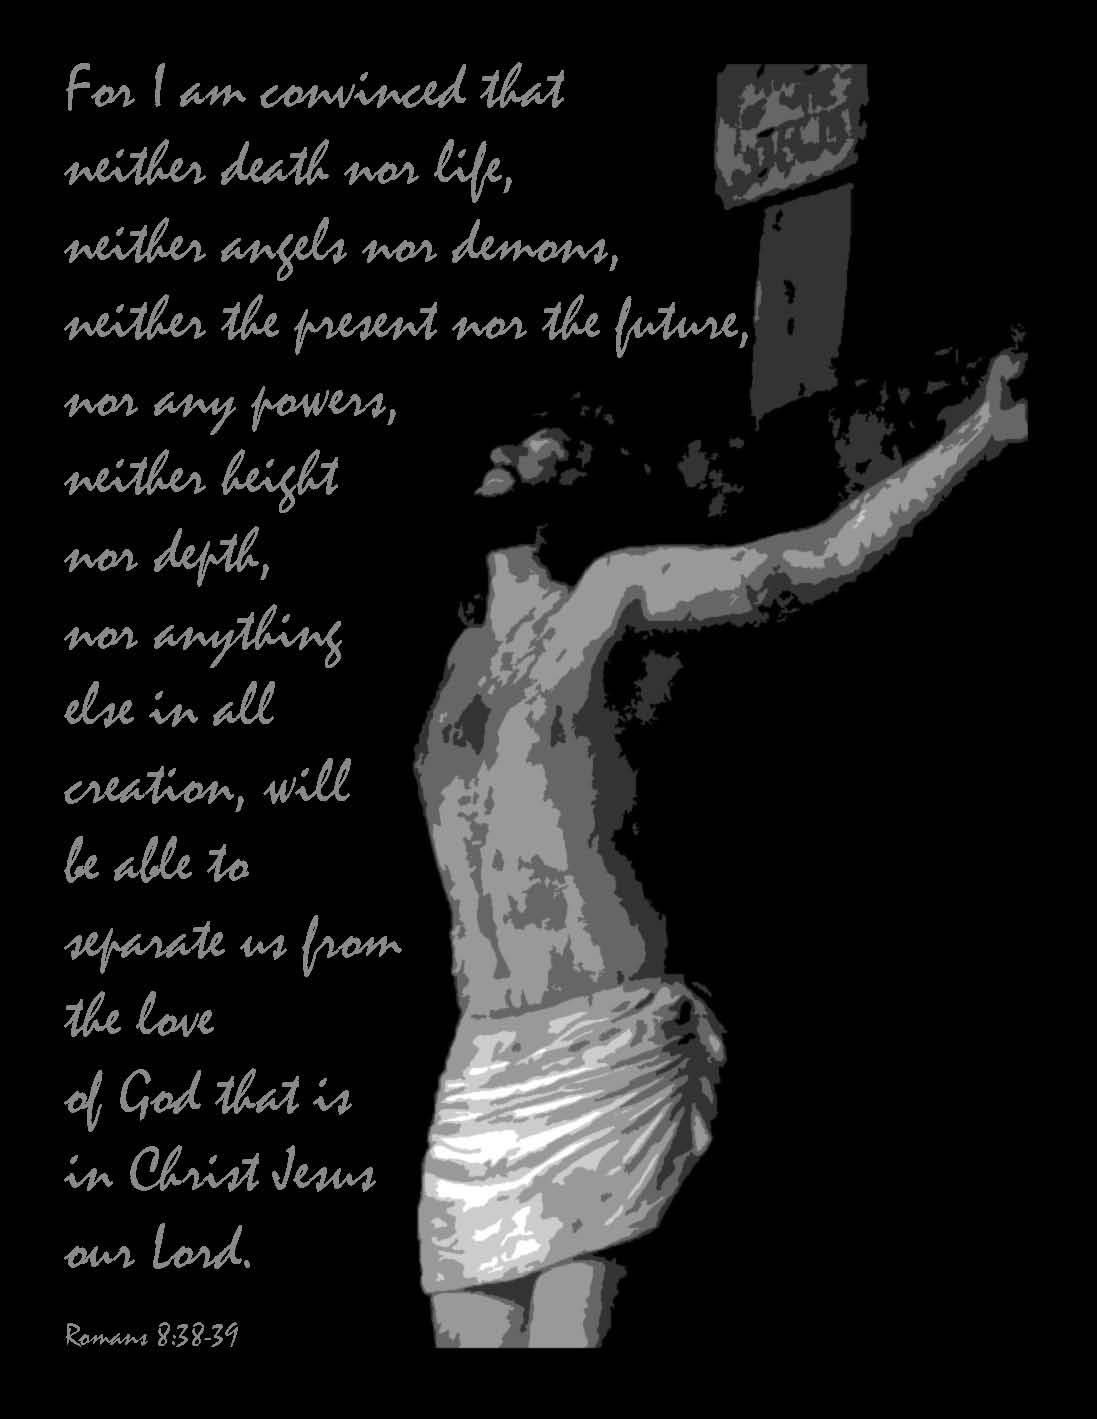 For I am convinced that
neither death nor life,
neither angels nor demons,
neither the present nor the future,
nor any powers,
neither height
nor depth,
nor anything
else in all
creation, will
be able to
separate us from
the love
of God that is
in Christ Jesus
our Lord.
Romans 8:38-39